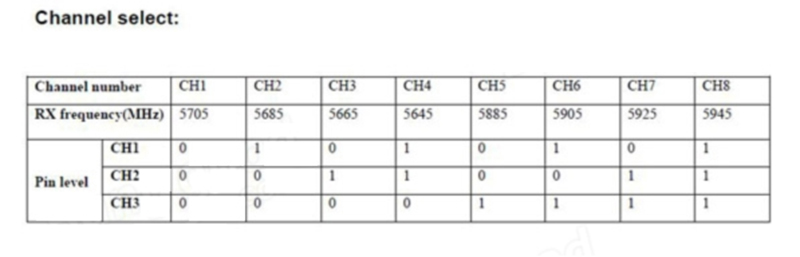 Channel select:
Channel number CH1 CH2 CH3 CH4 CH5 CH6 CH7 CH8
RX frequency(MHz) 5705 5685 5665 5645 5885 5905 5925 5945
Pin level
CH1 0 1 0 1 0 1 0 1
CH2 0 0 1 1 0 0 1 1
CH3 0 0 0 0 1 1 1 1